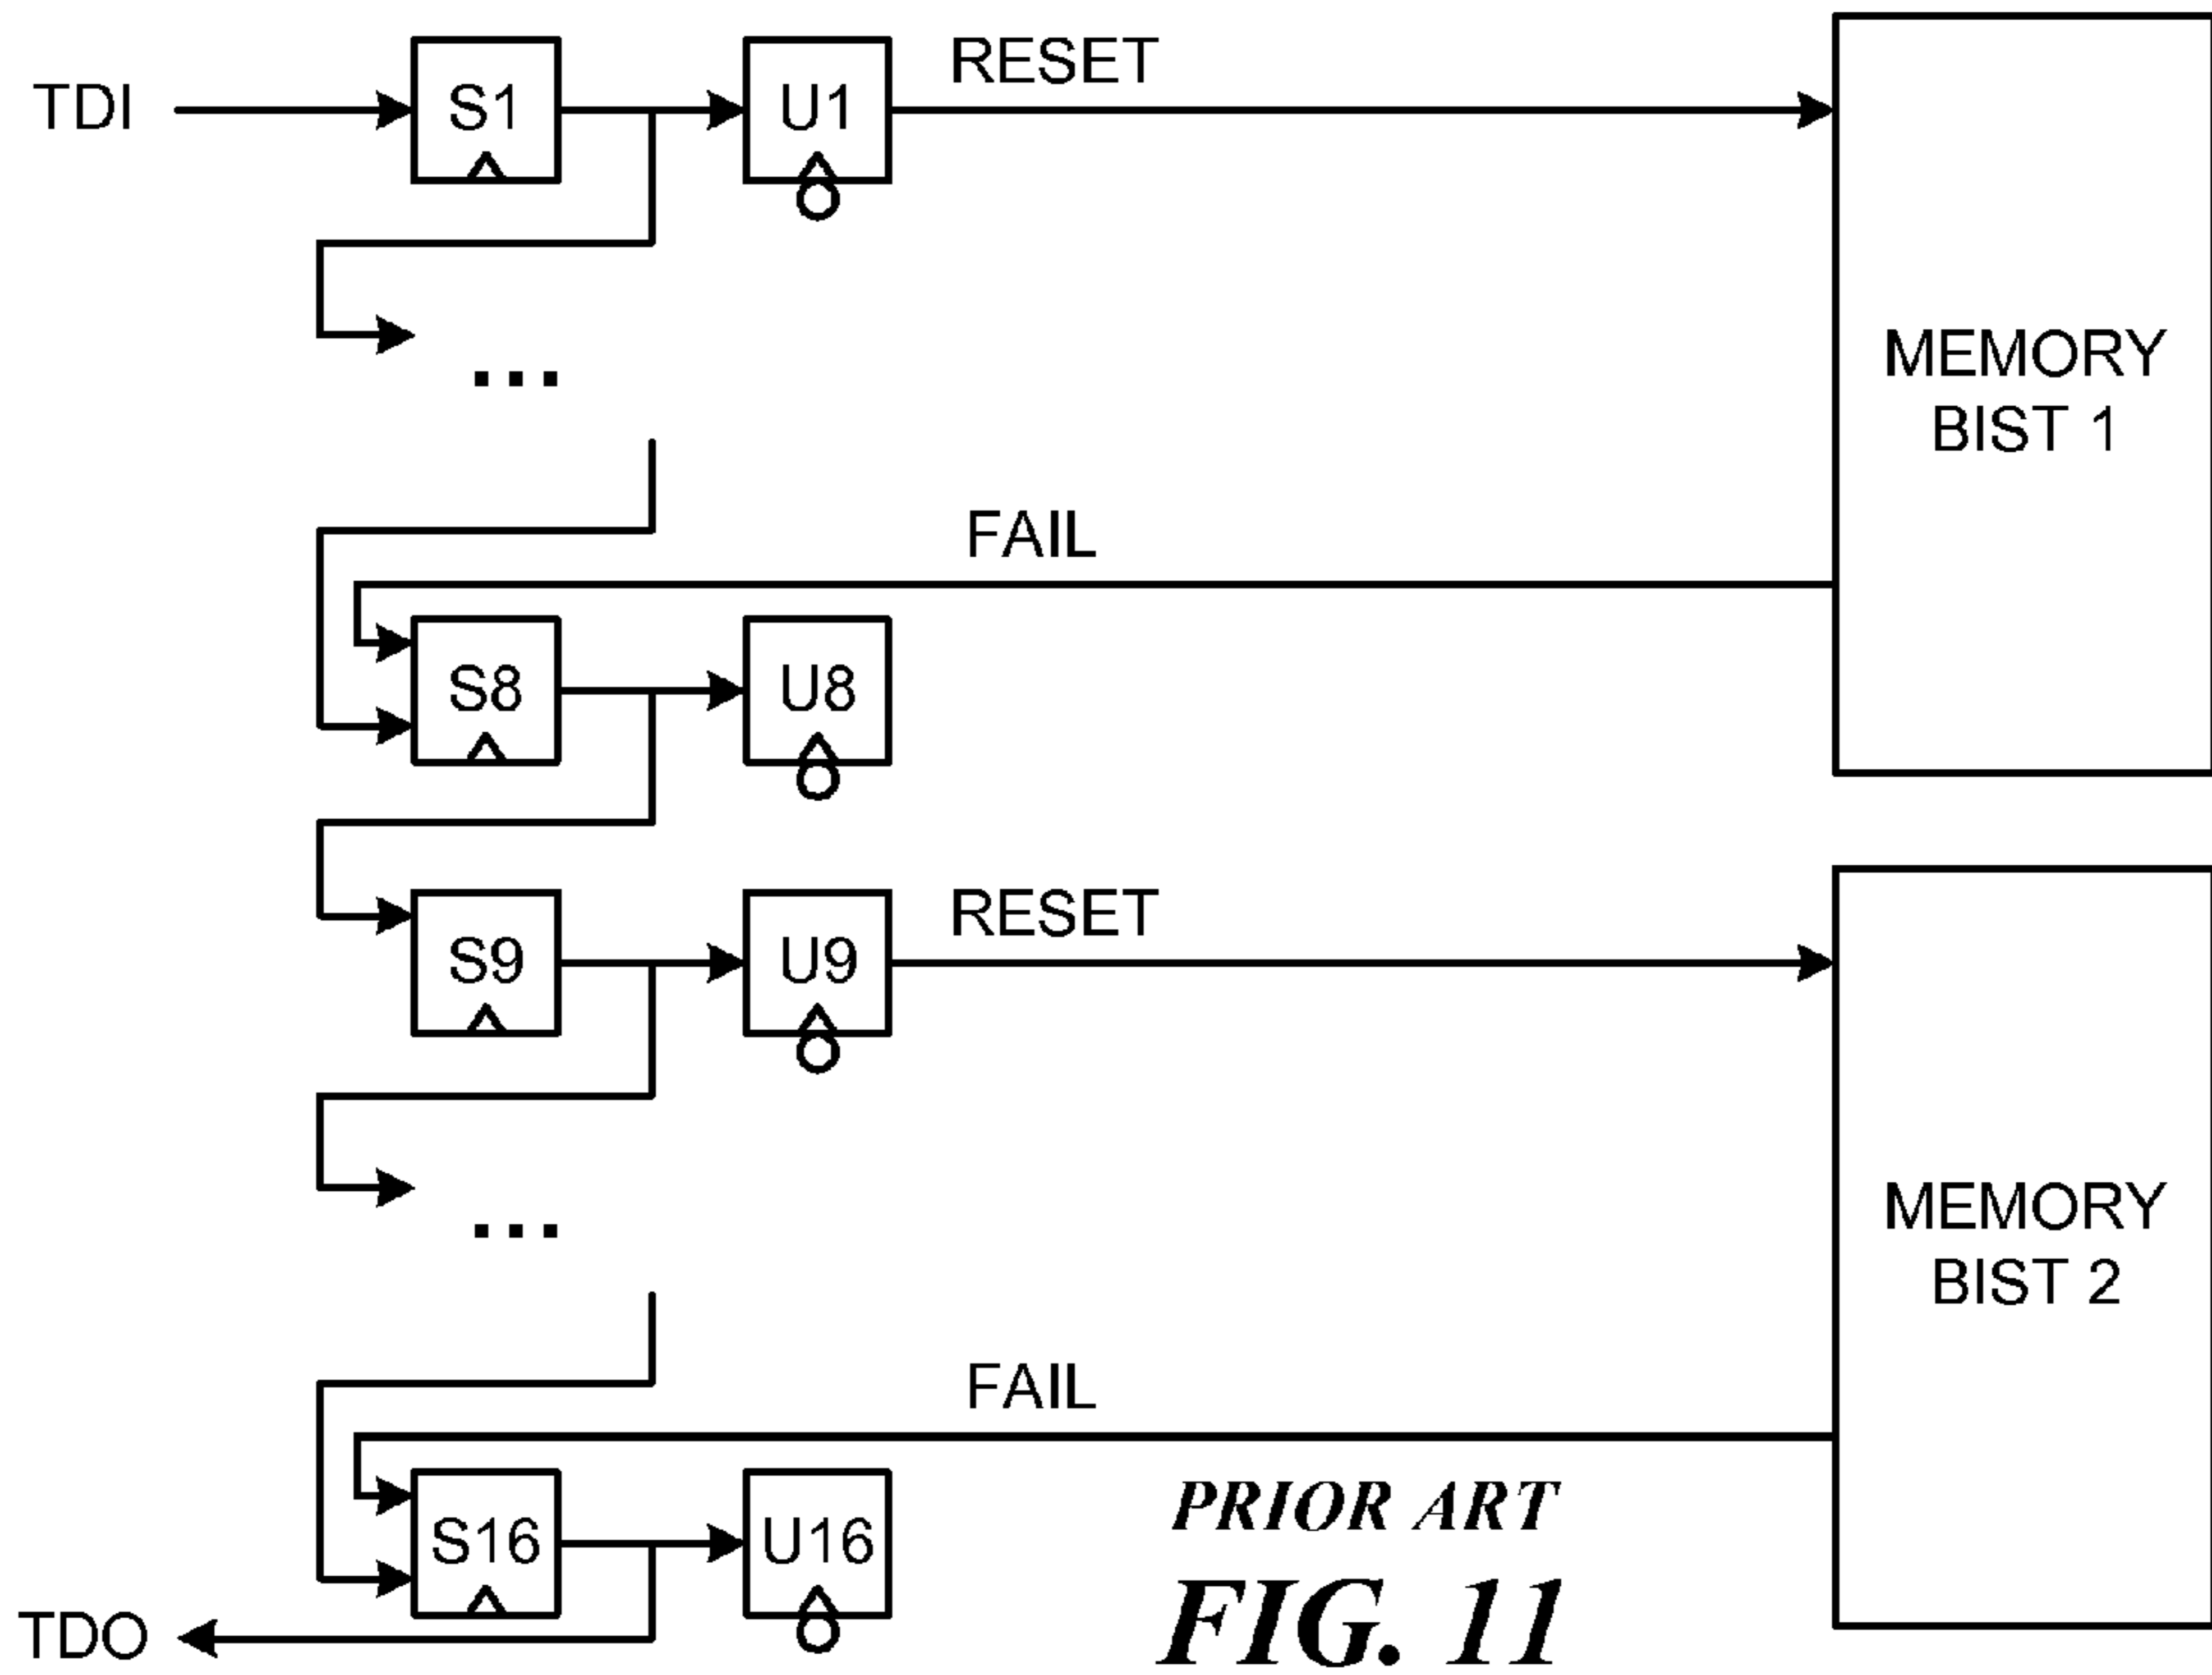 TDI
S1
U1
RESET
MEMORY
BIST 1
...
FAIL
S8
U8
S9
U9
RESET
MEMORY
BIST 2
...
FAIL
S16
U16
TDO
PRIOR ART
FIG. 11